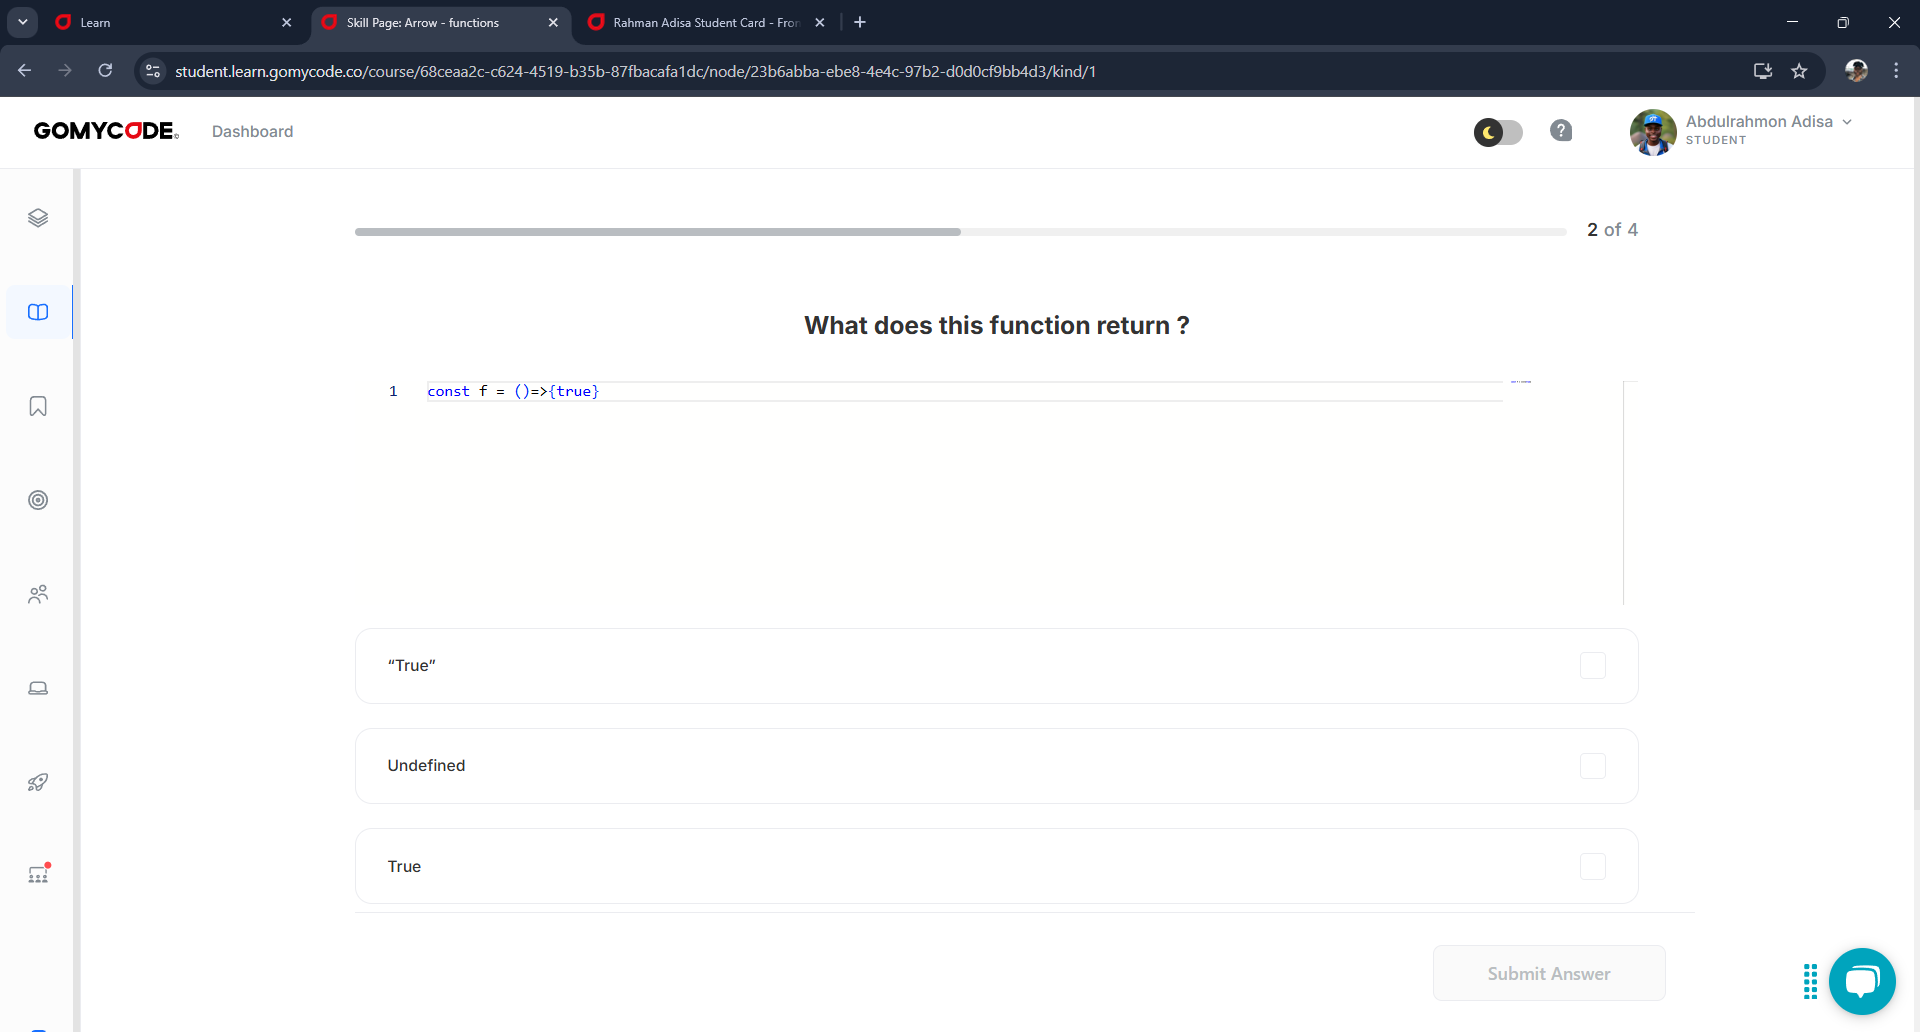 Learn
Skill Page: Arrow - functions
Rahman Adisa Student Card - Fron
student.learn.gomycode.co/course/68ceaa2c-c624-4519-b35b-87fbacafa1dc/node/23b6abba-ebe8-4e4c-97b2-d0d0cf9bb4d3/kind/1
GOMYCODE
Dashboard
?
Abdulrahmon Adisa
STUDENT
2 of 4
What does this function return ?
1 const f = ()=>{true}
“True”
Undefined
True
Submit Answer